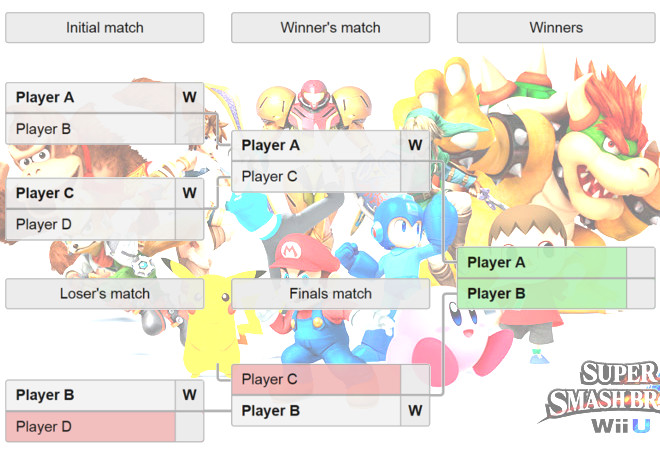 Initial match
Winner's match
Winners
Player A W
Player B
Player A W
Player C W
Player C
Player D
Player A
Loser's match
Finals match
Player B
Player C
Player B W
Player B W
Player D
SUPER
SMASH BR
Wii U